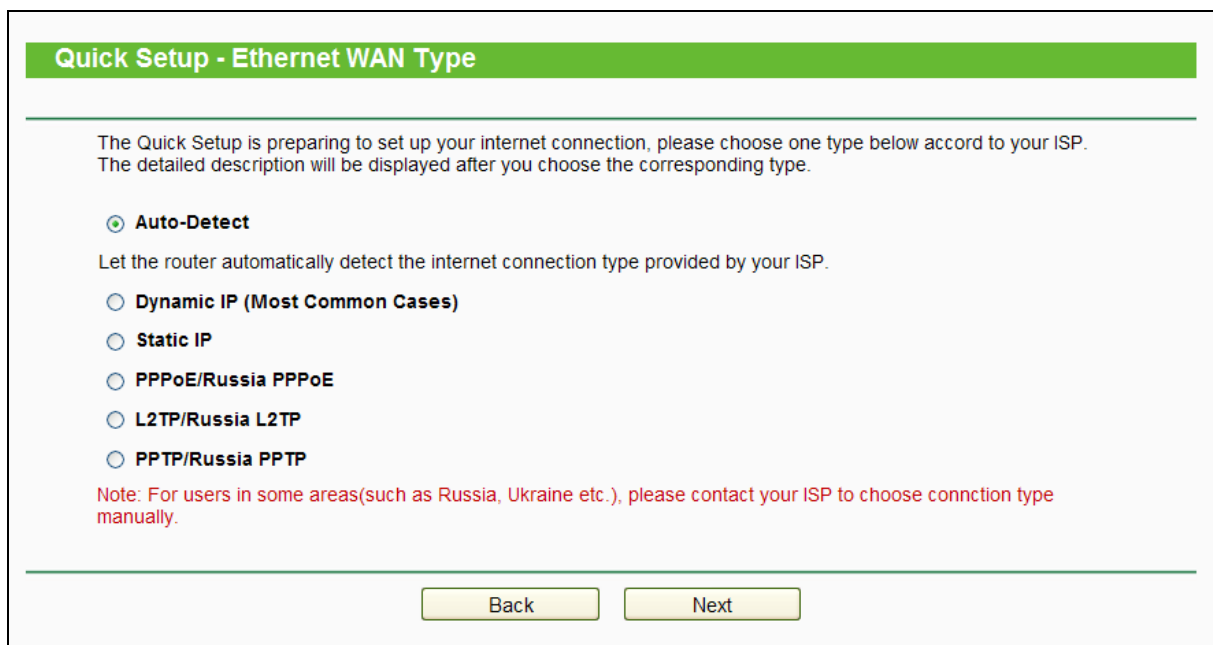 Quick Setup - Ethernet WAN Type
The Quick Setup is preparing to set up your internet connection, please choose one type below accord to your ISP.
The detailed description will be displayed after you choose the corresponding type.
Auto-Detect
Let the router automatically detect the internet connection type provided by your ISP.
Dynamic IP (Most Common Cases)
Static IP
PPPoE/Russia PPPoE
L2TP/Russia L2TP
PPTP/Russia PPTP
Note: For users in some areas(such as Russia, Ukraine etc.), please contact your ISP to choose connction type
manually.
Back Next